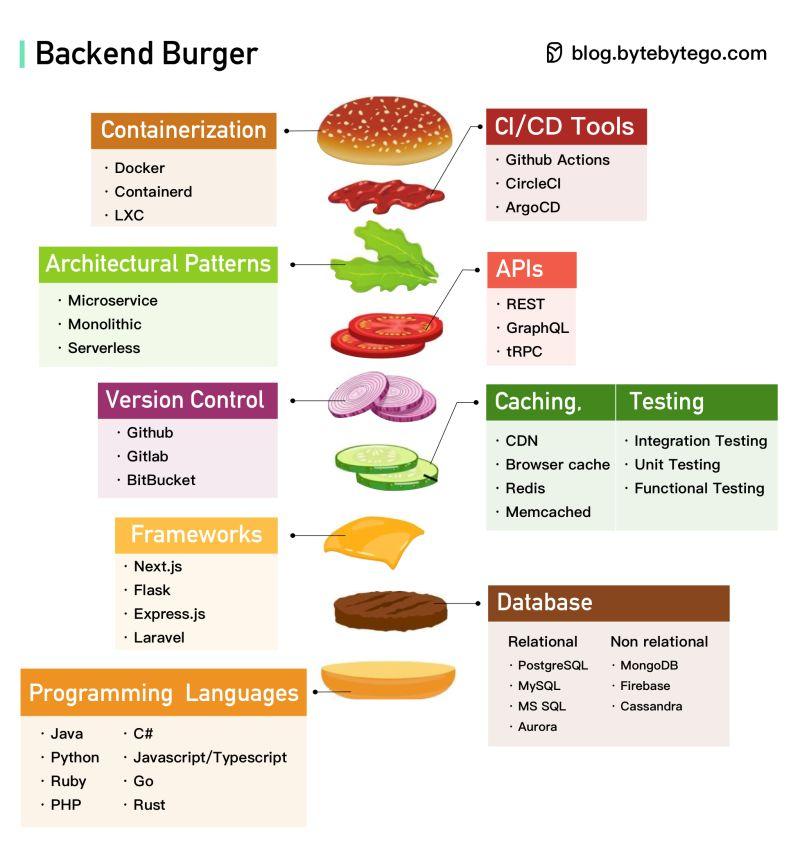 Backend Burger
blog.bytebytego.com
Containerization
· Docker
· Containerd
· LXC
CI/CD Tools
· Github Actions
· CircleCI
· ArgoCD
Architectural Patterns
· Microservice
· Monolithic
· Serverless
APIs
· REST
· GraphQL
· tRPC
Version Control
· Github
· Gitlab
· BitBucket
Caching,
· CDN
· Browser cache
· Redis
· Memcached
Testing
· Integration Testing
· Unit Testing
· Functional Testing
Frameworks
· Next.js
· Flask
· Express.js
· Laravel
Database
Relational
· PostgreSQL
· MySQL
· MS SQL
· Aurora
Non relational
· MongoDB
· Firebase
· Cassandra
Programming Languages
· Java
· Python
· Ruby
· PHP
· C#
· Javascript/Typescript
· Go
· Rust